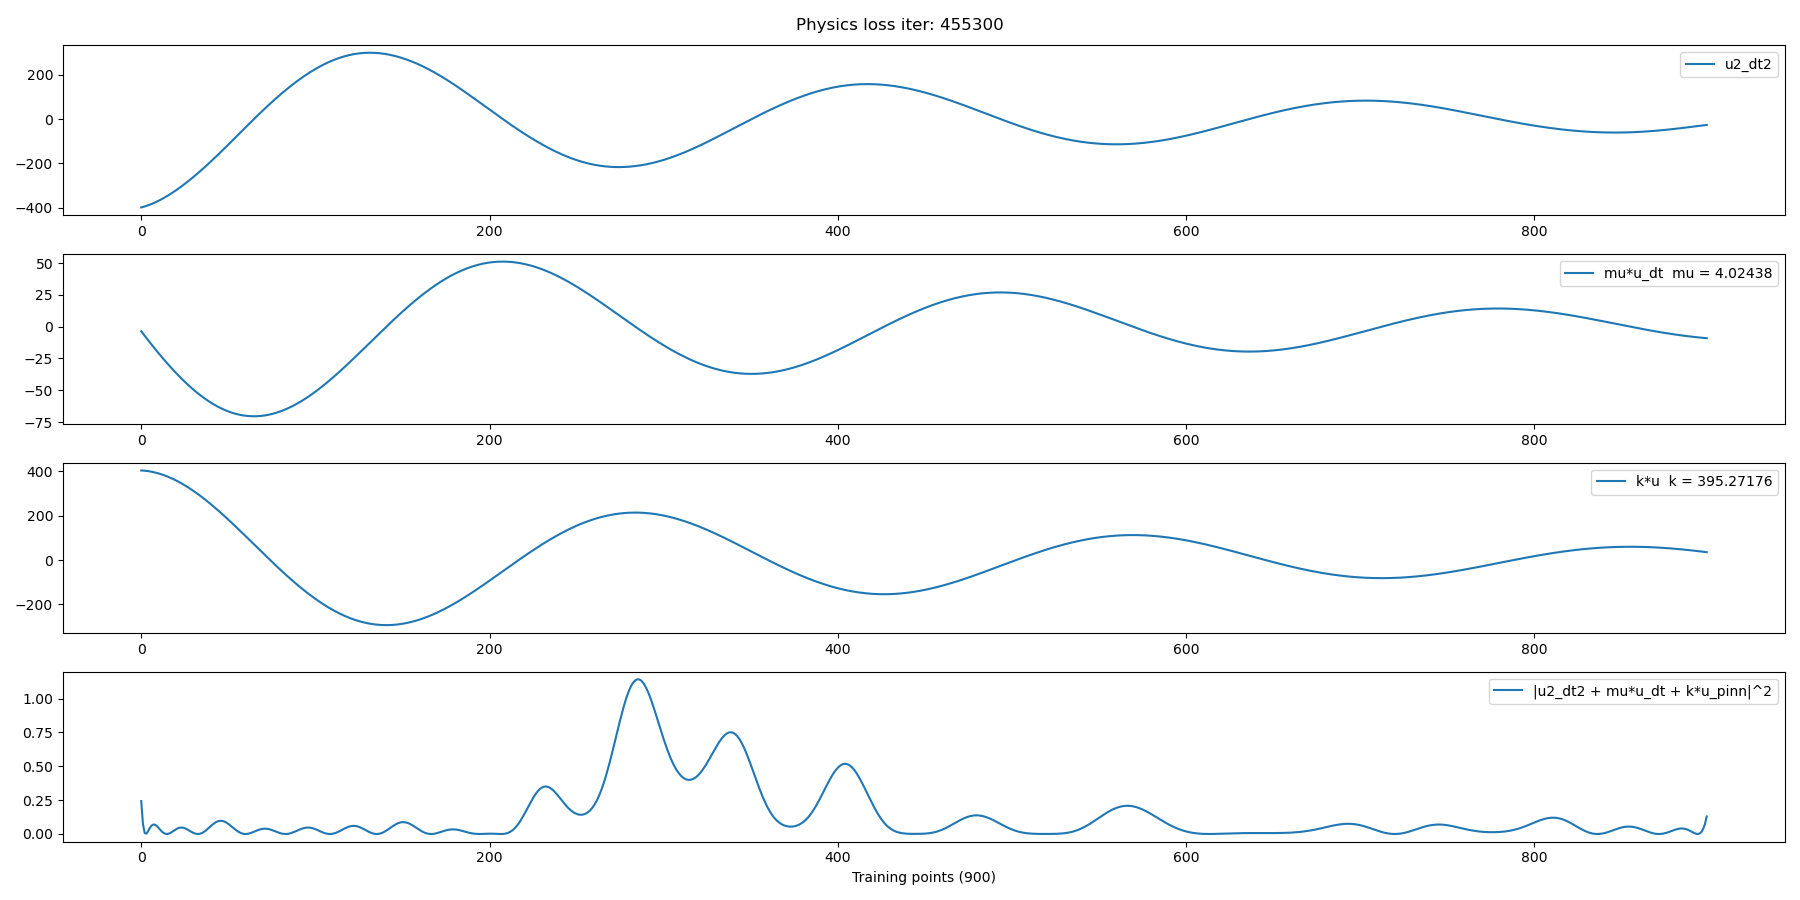 Physics loss iter: 455300
u2_dt2
200
0
−200
−400
0 200 400 600 800
mu*u_dt  mu = 4.02438
50
25
0
−25
−50
−75
0 200 400 600 800
k*u  k = 395.27176
400
200
0
−200
0 200 400 600 800
|u2_dt2 + mu*u_dt + k*u_pinn|^2
1.00
0.75
0.50
0.25
0.00
0 200 400 600 800
Training points (900)